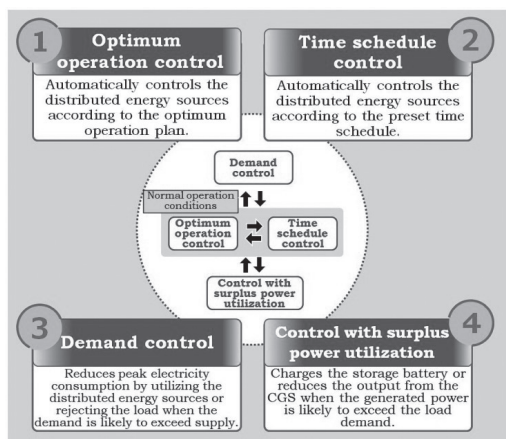 1
Optimum
operation control
Automatically controls the
distributed energy sources
according to the optimum
operation plan.
2
Time schedule
control
Automatically controls the
distributed energy sources
according to the preset time
schedule.
Demand
control
Normal operation
conditions
Optimum
operation
control
Time
schedule
control
Control with
surplus power
utilization
3
Demand control
Reduces peak electricity
consumption by utilizing the
distributed energy sources or
rejecting the load when the
demand is likely to exceed supply.
4
Control with surplus
power utilization
Charges the storage battery or
reduces the output from the
CGS when the generated power
is likely to exceed the load
demand.